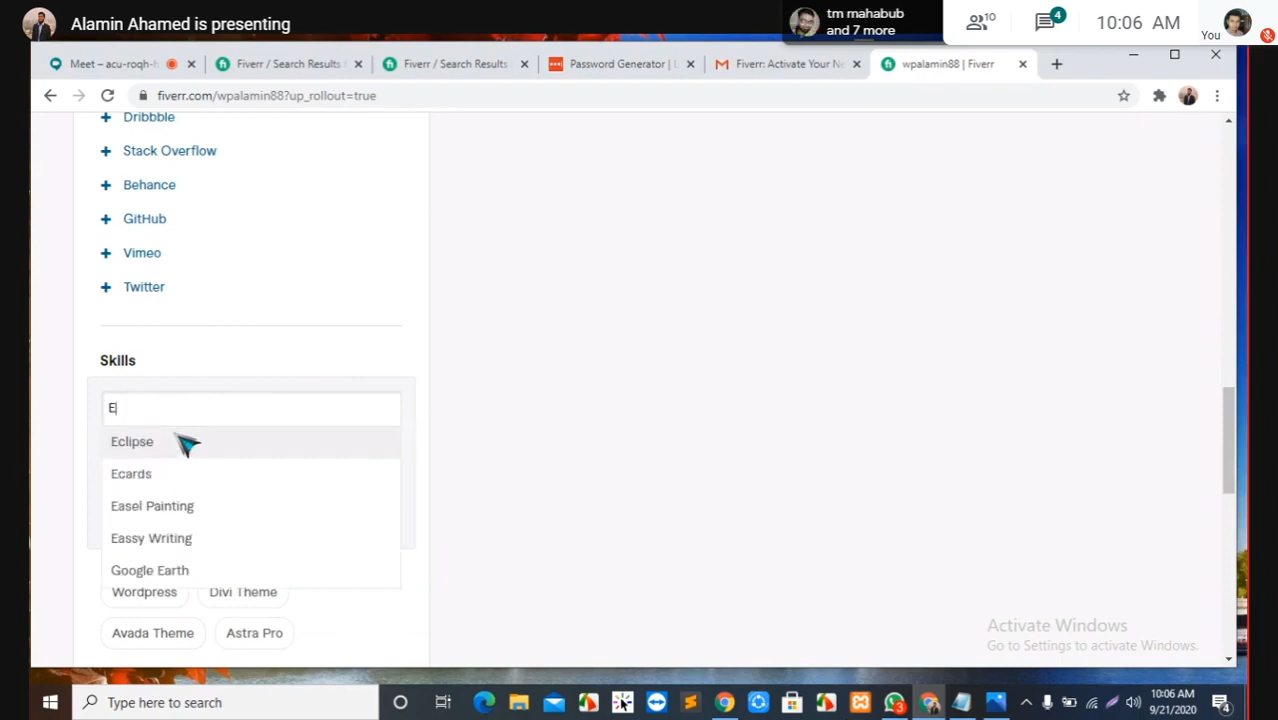 Alamin Ahamed is presenting
tm mahabub
and 7 more
10
4
10:06 AM
You
Meet – acu-roqh-
Fiverr / Search Results
Fiverr / Search Results
Password Generator | L
Fiverr: Activate Your Ne
wpalamin88 | Fiverr
fiverr.com/wpalamin88?up_rollout=true
Dribbble
Stack Overflow
Behance
GitHub
Vimeo
Twitter
Skills
E
Eclipse
Ecards
Easel Painting
Eassy Writing
Google Earth
Wordpress
Divi Theme
Avada Theme
Astra Pro
Activate Windows
Go to Settings to activate Windows.
Type here to search
3
10:06 AM
9/21/2020
4